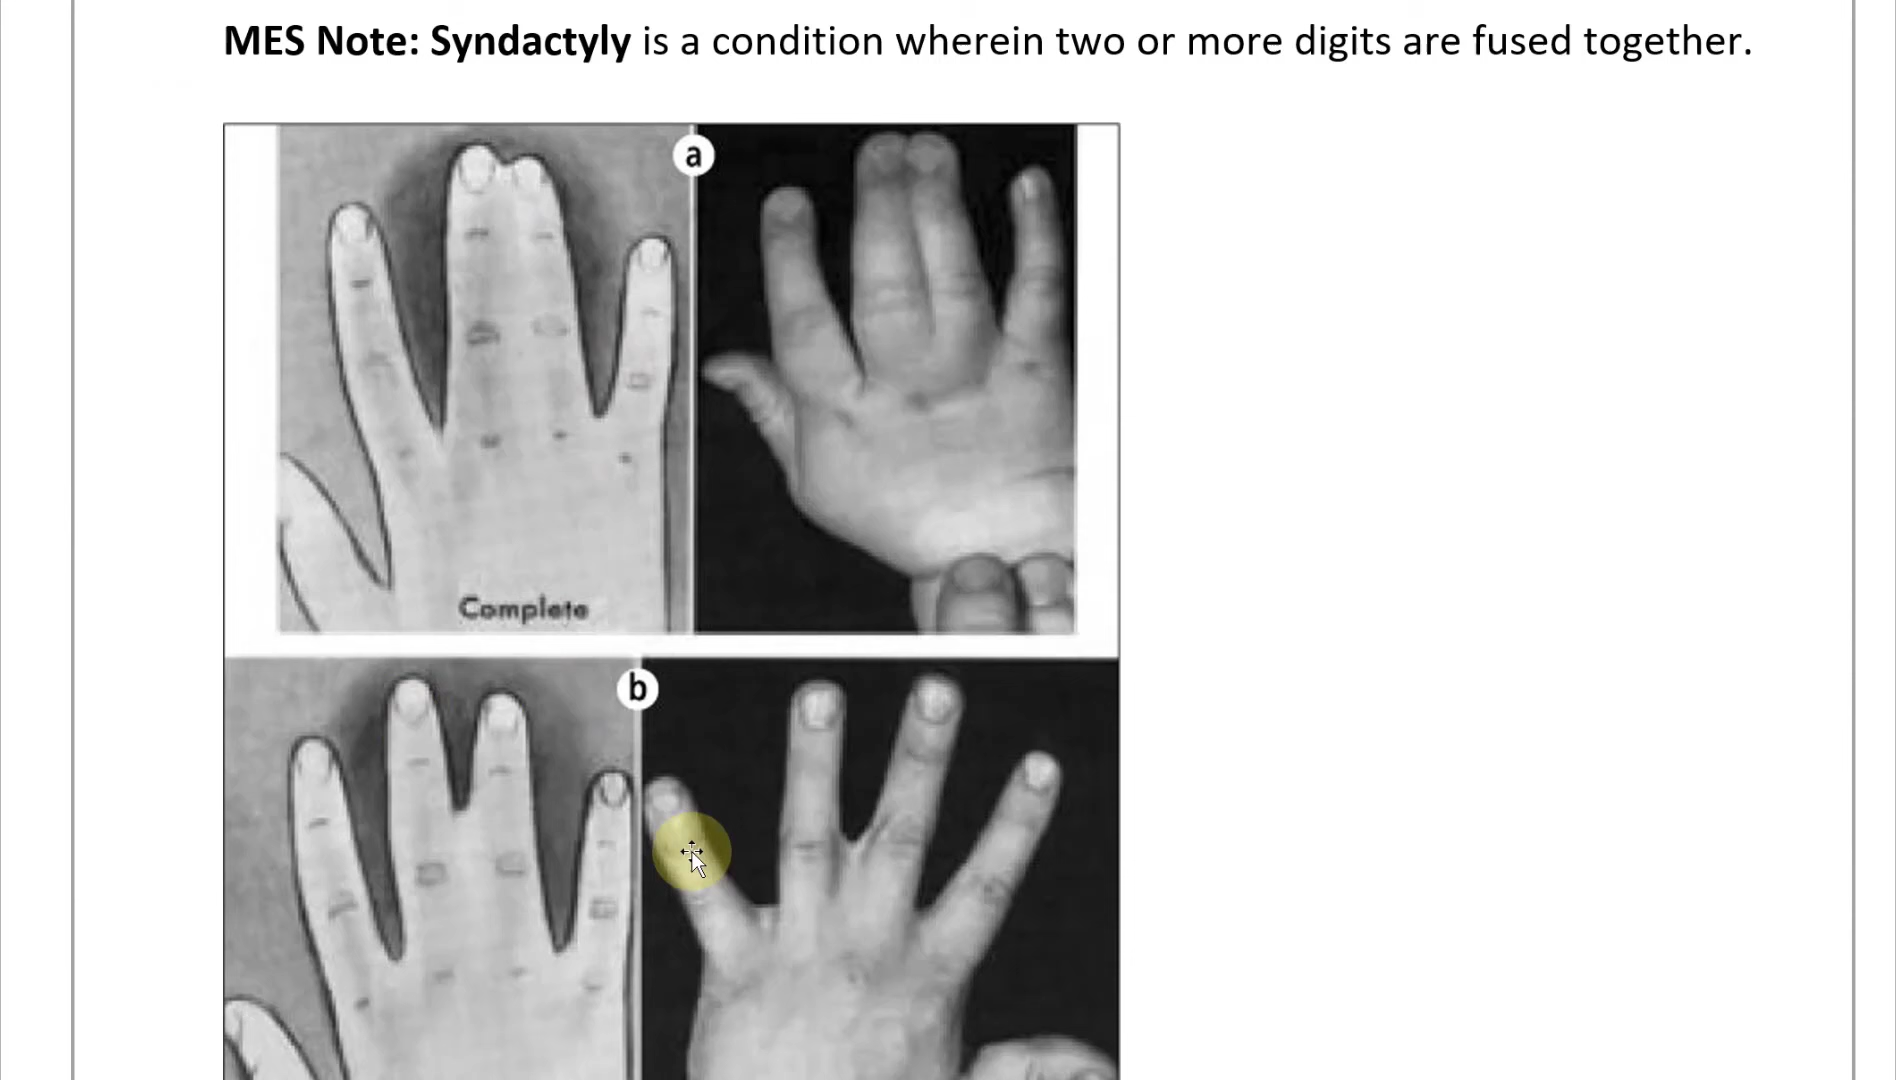 MES Note: Syndactyly is a condition wherein two or more digits are fused together.
a
Complete
b